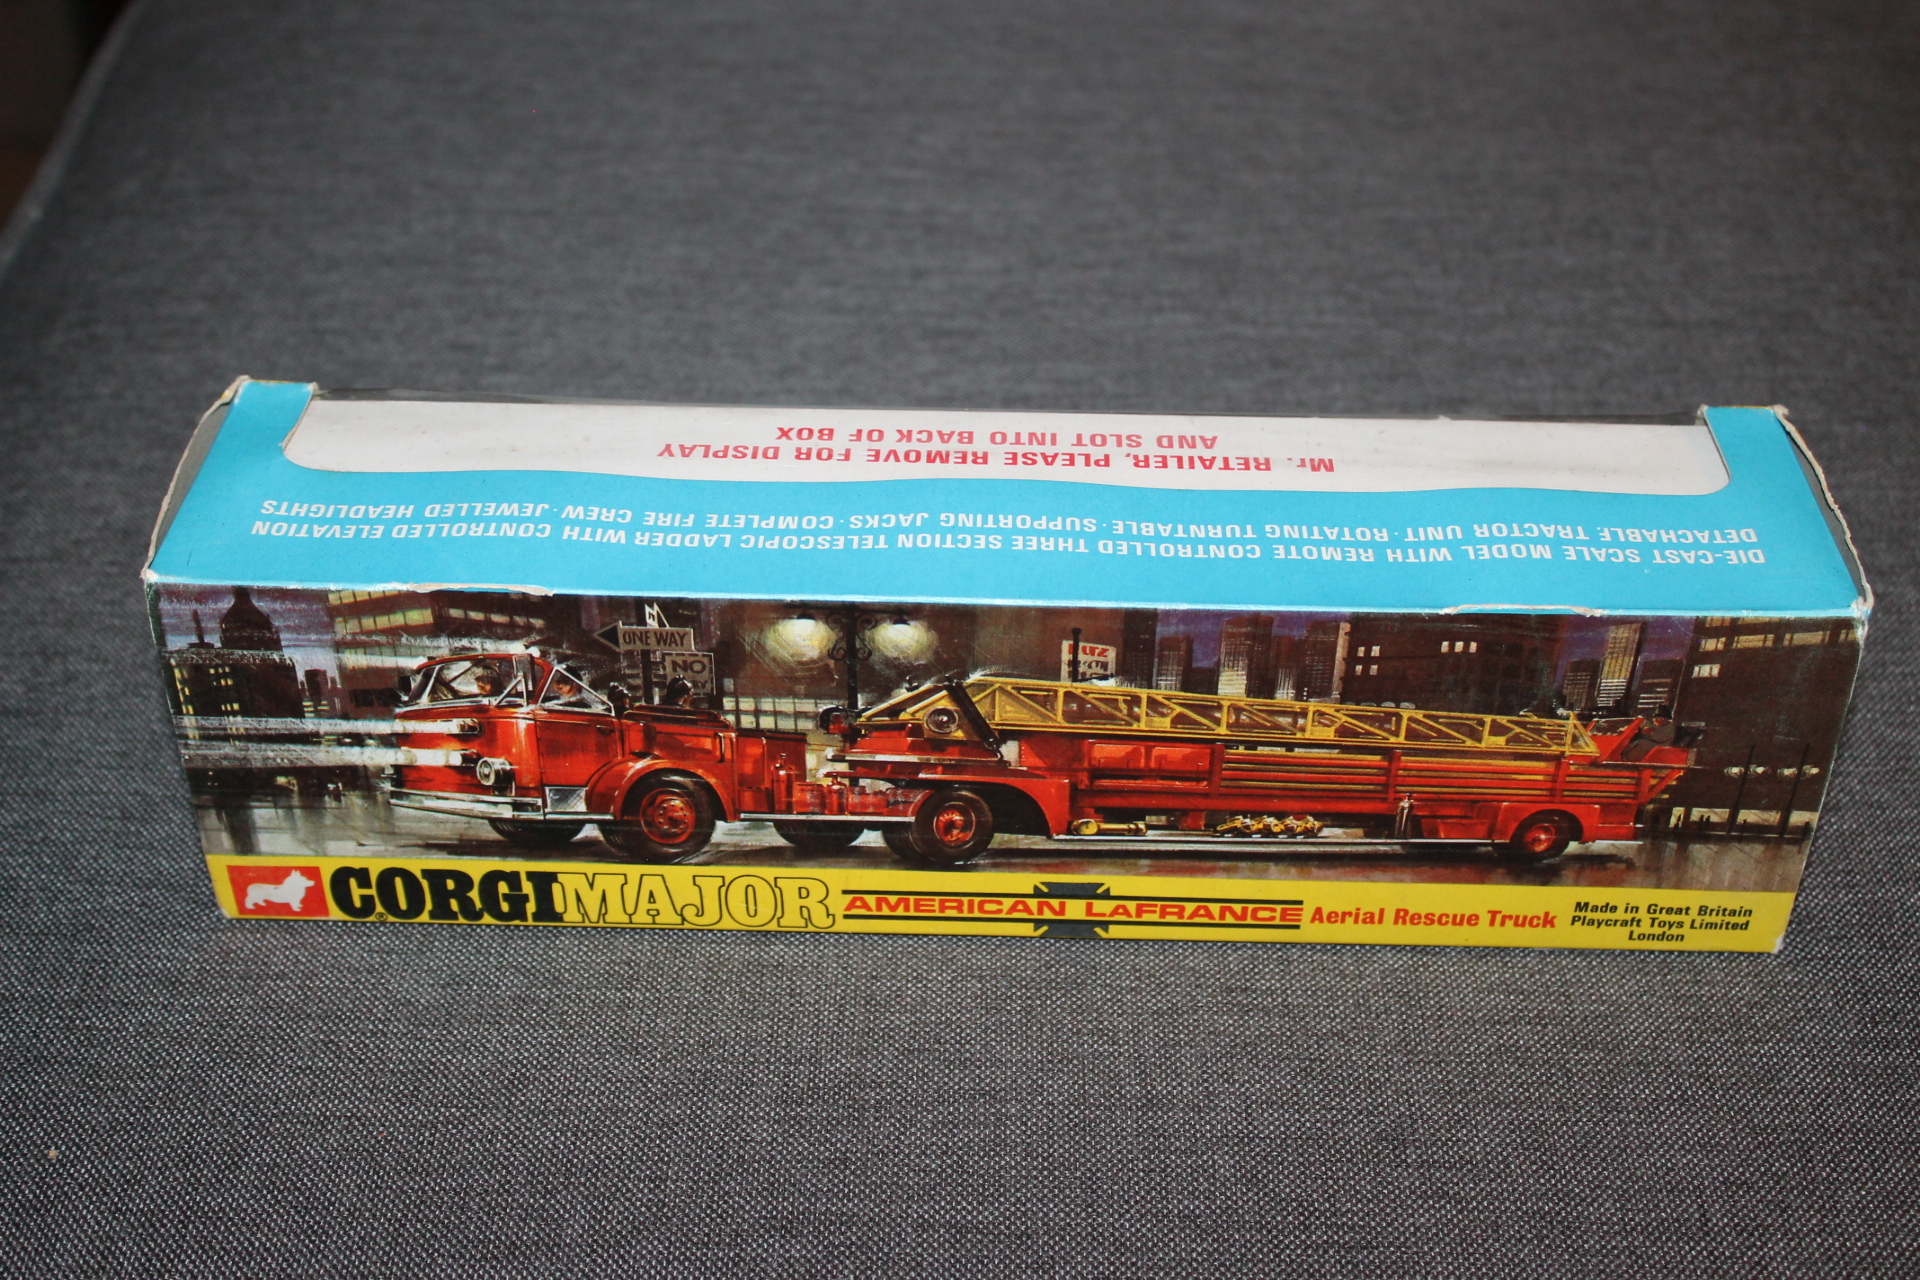 Mr. RETAILER, PLEASE REMOVE FOR DISPLAY
AND SLOT INTO BACK OF BOX
DIE-CAST SCALE MODEL WITH REMOTE CONTROLLED THREE SECTION TELESCOPIC LADDER WITH CONTROLLED ELEVATION
DETACHABLE TRACTOR UNIT · ROTATING TURNTABLE · SUPPORTING JACKS · COMPLETE FIRE CREW · JEWELLED HEADLIGHTS
ONE WAY
NO
CORGI MAJOR
®
AMERICAN LAFRANCE
Aerial Rescue Truck
Made in Great Britain
Playcraft Toys Limited
London